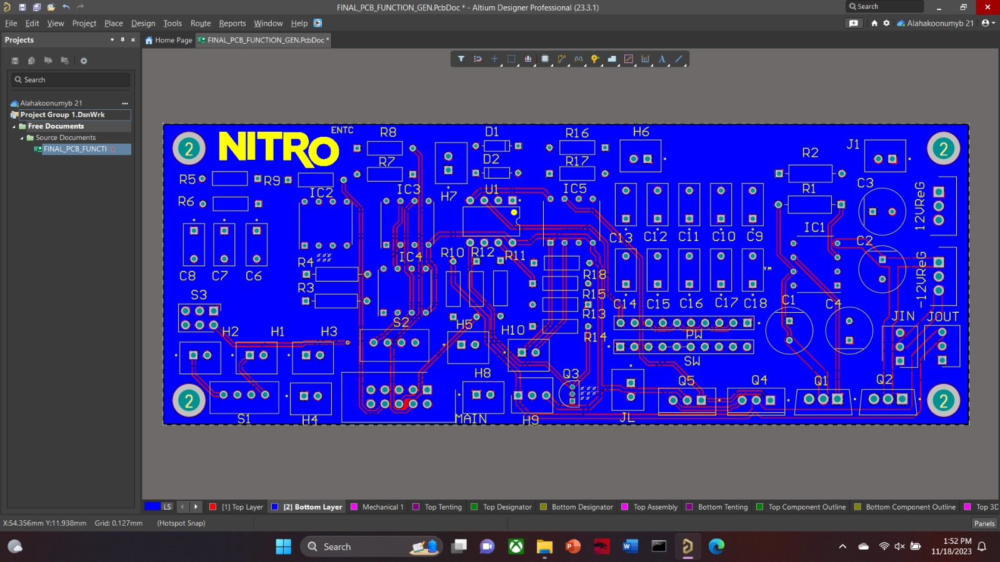 FINAL_PCB_FUNCTION_GEN.PcbDoc * - Altium Designer Professional (23.3.1)
Search
File Edit View Project Place Design Tools Route Reports Window Help
Alahakoonumyb 21
Projects
Home Page
FINAL_PCB_FUNCTION_GEN.PcbDoc *
Search
Alahakoonumyb 21
Project Group 1.DsnWrk
Free Documents
Source Documents
FINAL_PCB_FUNCTI
NITRO
ENTC
R8
D1
R16
H6
2
2
R2
J1
R7
D2
R17
R5
R9
IC2
IC3
H7
U1
IC5
R1
C3
12VReG
R6
IC1
C13 C12 C11 C10 C9
C2
R4
IC4
R10 R12 R11
C8 C7 C6
R18
™
-12VReG
R3
R15
S3
R13
C14 C15 C16 C17 C18
C1
C4
JIN JOUT
S2
H5
H10
R14
PW
H2 H1 H3
SW
H8
Q3
Q5
Q4
Q1
Q2
2
2
S1
H4
MAIN
H9
JL
LS
[1] Top Layer
[2] Bottom Layer
Mechanical 1
Top Tenting
Top Designator
Bottom Designator
Top Assembly
Bottom Tenting
Top Component Outline
Bottom Component Outline
Top 3D
X:54.356mm Y:11.938mm Grid: 0.127mm (Hotspot Snap)
Panels
Search
1:52 PM
11/18/2023